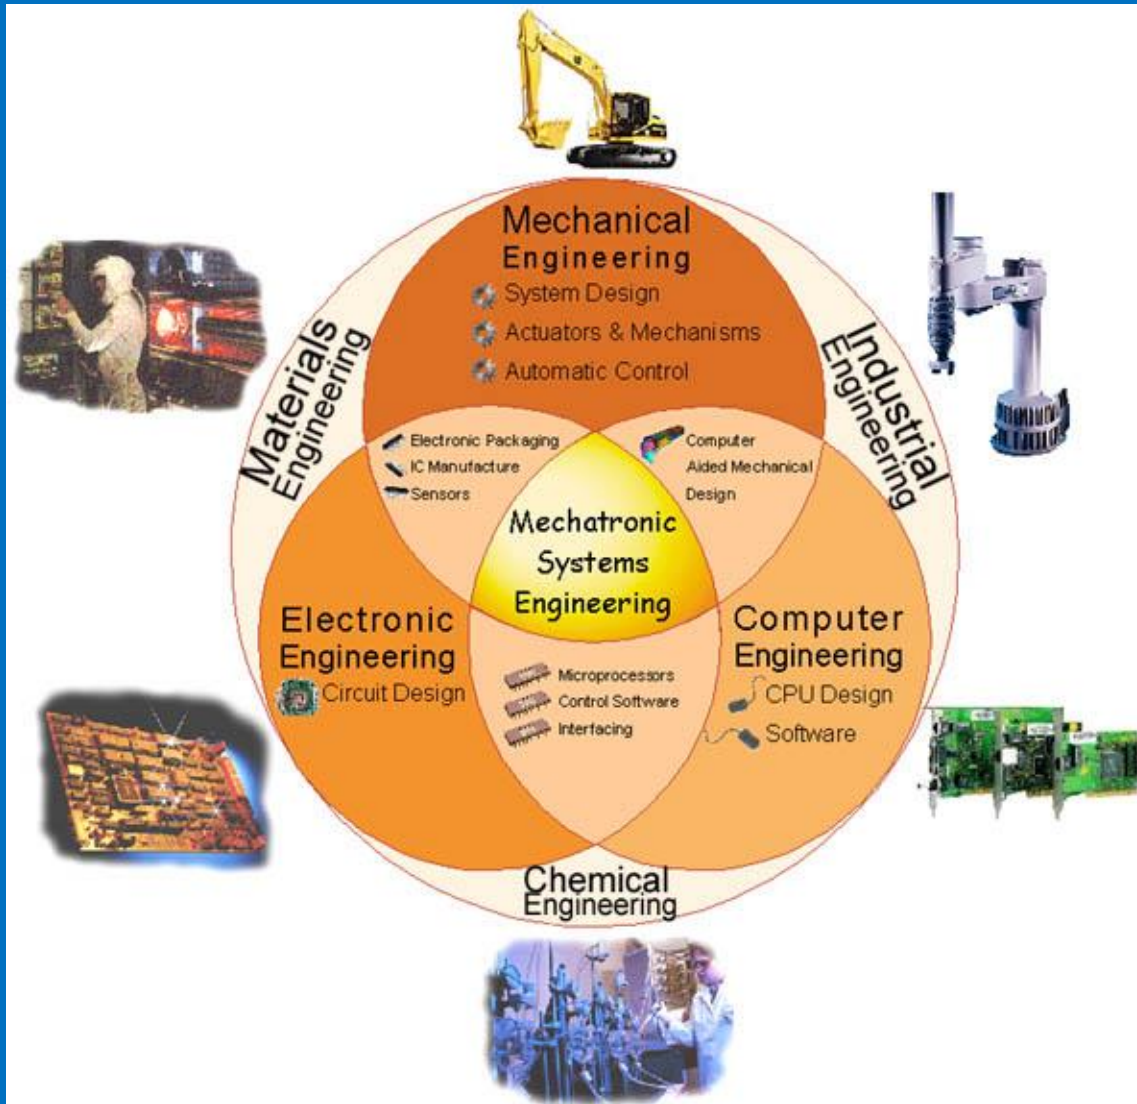 Mechanical
Engineering
System Design
Actuators & Mechanisms
Automatic Control
Materials
Engineering
Industrial
Engineering
Electronic Packaging
IC Manufacture
Sensors
Computer
Aided Mechanical
Design
Mechatronic
Systems
Engineering
Electronic
Engineering
Circuit Design
Computer
Engineering
CPU Design
Software
Microprocessors
Control Software
Interfacing
Chemical
Engineering